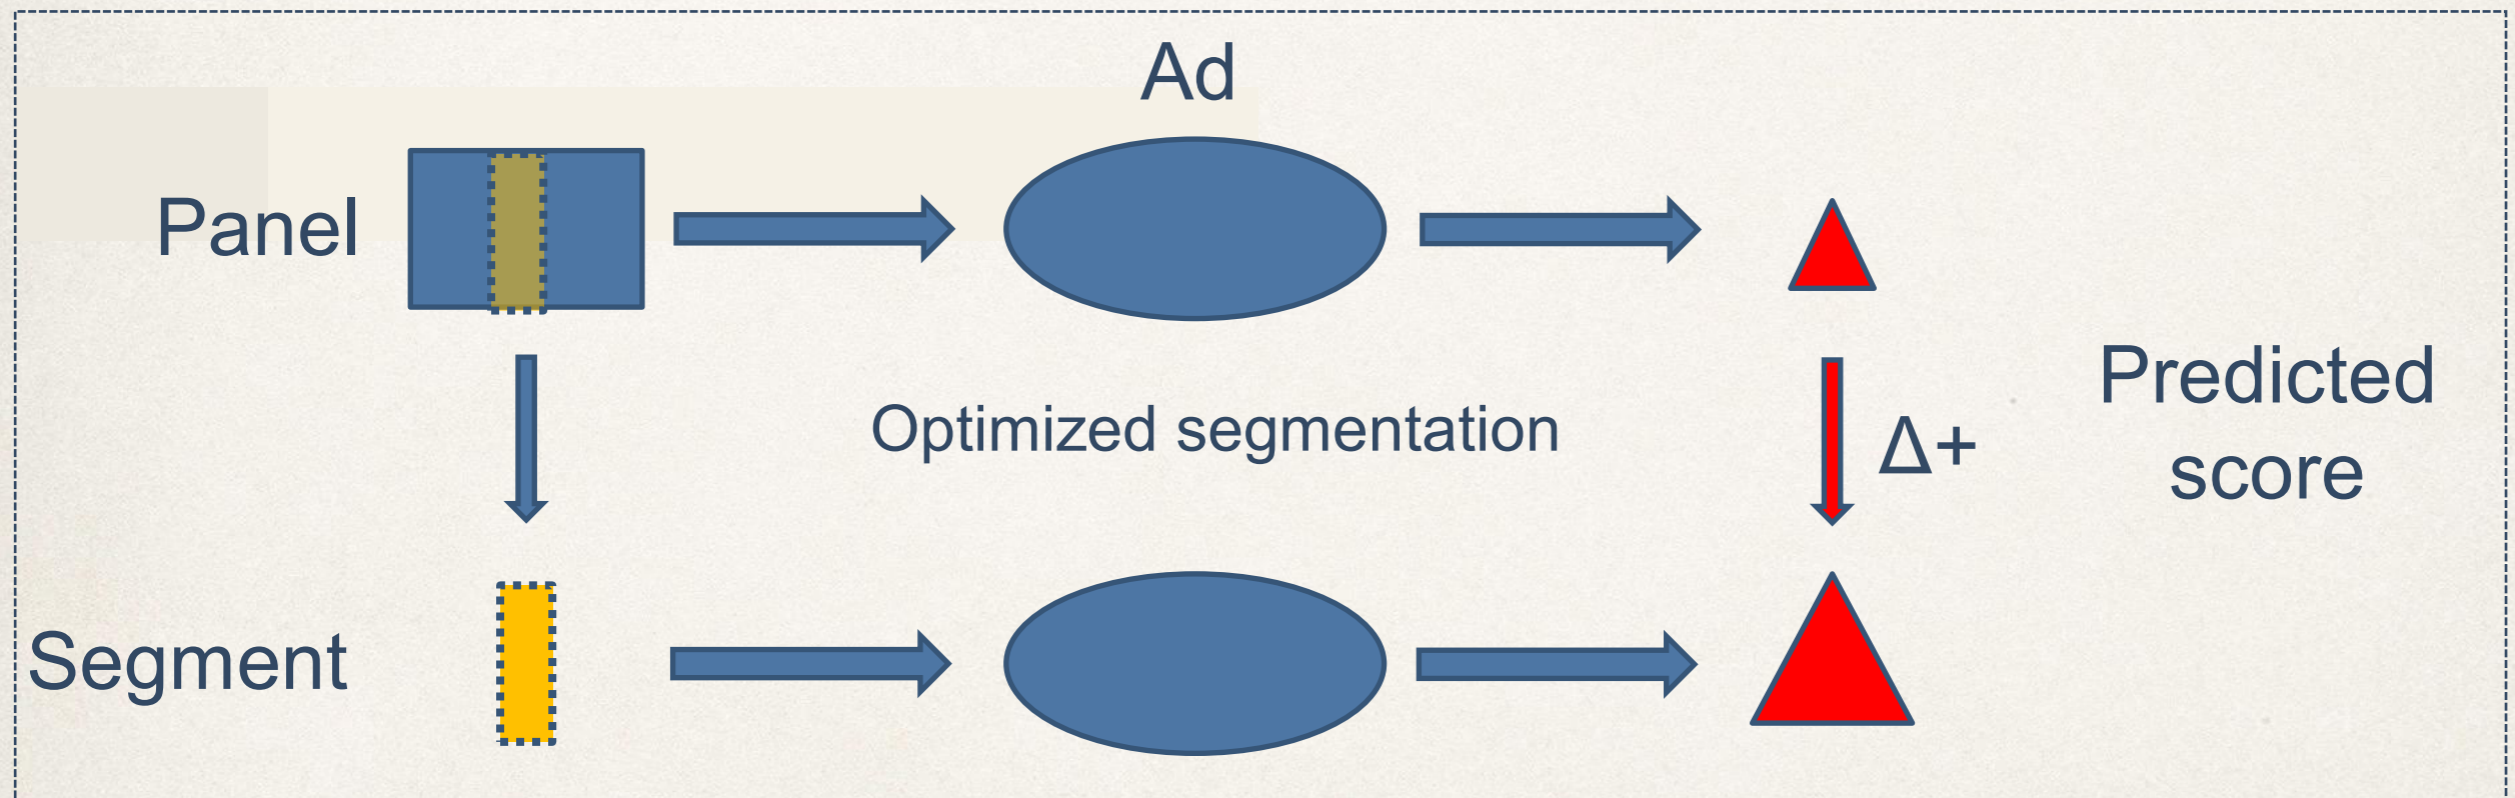 Ad
Panel
Optimized segmentation
Δ+
Predicted
score
Segment